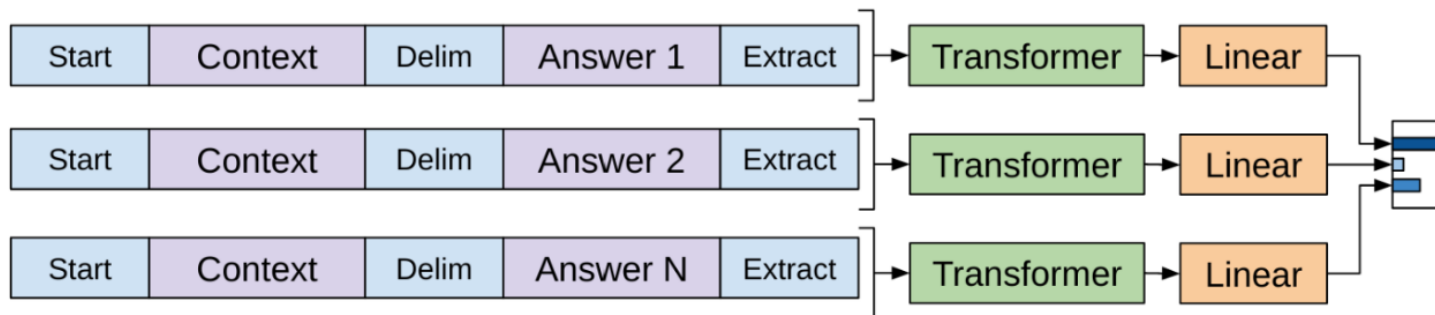 Start Context Delim Answer 1 Extract Transformer Linear
Start Context Delim Answer 2 Extract Transformer Linear
Start Context Delim Answer N Extract Transformer Linear